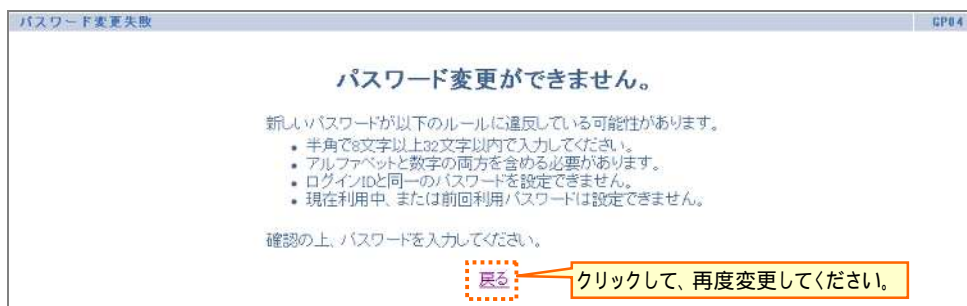 パスワード変更失敗 GP04
パスワード変更ができません。
新しいパスワードが以下のルールに違反している可能性があります。
• 半角で8文字以上32文字以内で入力してください。
• アルファベットと数字の両方を含める必要があります。
• ログインIDと同一のパスワードを設定できません。
• 現在利用中、または前回利用パスワードは設定できません。
確認の上、パスワードを入力してください。
戻る クリックして、再度変更してください。